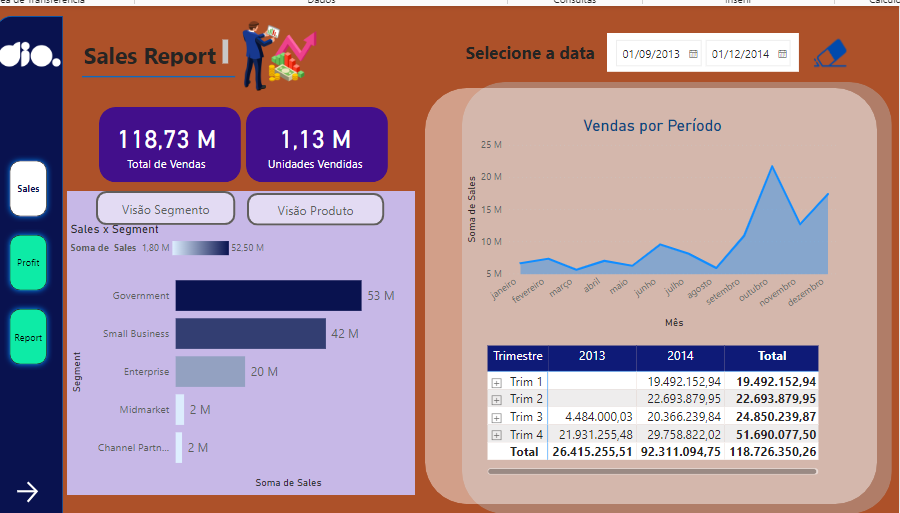 Dados
Consultas
Inserir
dio.
Sales Report
Selecione a data
01/09/2013
01/12/2014
118,73 M
Total de Vendas
1,13 M
Unidades Vendidas
Sales
Profit
Report
Visão Segmento
Visão Produto
Sales x Segment
Soma de Sales 1,80 M 52,50 M
Segment
Government 53 M
Small Business 42 M
Enterprise 20 M
Midmarket 2 M
Channel Partn... 2 M
Soma de Sales
Vendas por Período
Soma de Sales
25 M
20 M
15 M
10 M
5 M
janeiro
fevereiro
março
abril
maio
junho
julho
agosto
setembro
outubro
novembro
dezembro
Mês
Trimestre 2013 2014 Total
Trim 1 19.492.152,94 19.492.152,94
Trim 2 22.693.879,95 22.693.879,95
Trim 3 4.484.000,03 20.366.239,84 24.850.239,87
Trim 4 21.931.255,48 29.758.822,02 51.690.077,50
Total 26.415.255,51 92.311.094,75 118.726.350,26